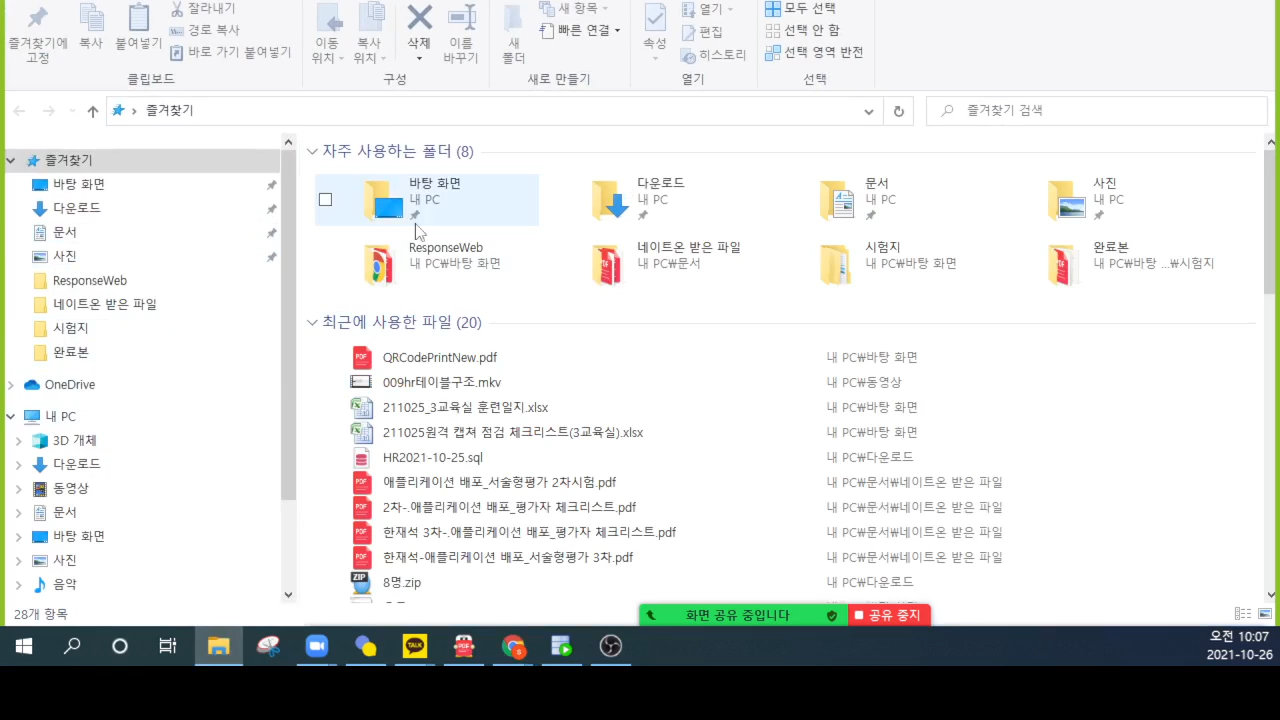 잘라내기
경로 복사
바로 가기 붙여넣기
즐겨찾기에 고정
복사
붙여넣기
클립보드
이동 위치
복사 위치
삭제
이름 바꾸기
구성
새 폴더
새 항목
빠른 연결
새로 만들기
속성
열기
편집
히스토리
열기
모두 선택
선택 안 함
선택 영역 반전
선택
즐겨찾기
즐겨찾기 검색
즐겨찾기
바탕 화면
다운로드
문서
사진
ResponseWeb
네이트온 받은 파일
시험지
완료본
OneDrive
내 PC
3D 개체
다운로드
동영상
문서
바탕 화면
사진
음악
자주 사용하는 폴더 (8)
바탕 화면
내 PC
다운로드
내 PC
문서
내 PC
사진
내 PC
ResponseWeb
내 PC₩바탕 화면
네이트온 받은 파일
내 PC₩문서
시험지
내 PC₩바탕 화면
완료본
내 PC₩바탕 ...₩시험지
최근에 사용한 파일 (20)
QRCodePrintNew.pdf 내 PC₩바탕 화면
009hr테이블구조.mkv 내 PC₩동영상
211025_3교육실 훈련일지.xlsx 내 PC₩바탕 화면
211025원격 캡쳐 점검 체크리스트(3교육실).xlsx 내 PC₩바탕 화면
HR2021-10-25.sql 내 PC₩다운로드
애플리케이션 배포_서술형평가 2차시험.pdf 내 PC₩문서₩네이트온 받은 파일
2차-.애플리케이션 배포_평가자 체크리스트.pdf 내 PC₩문서₩네이트온 받은 파일
한재석 3차-.애플리케이션 배포_평가자 체크리스트.pdf 내 PC₩문서₩네이트온 받은 파일
한재석-애플리케이션 배포_서술형평가 3차.pdf 내 PC₩문서₩네이트온 받은 파일
8명.zip 내 PC₩다운로드
28개 항목
화면 공유 중입니다
공유 중지
TALK
오전 10:07
2021-10-26